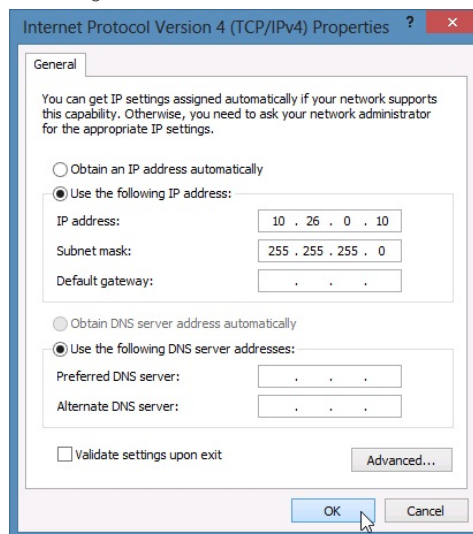 Internet Protocol Version 4 (TCP/IPv4) Properties ? ×
General
You can get IP settings assigned automatically if your network supports
this capability. Otherwise, you need to ask your network administrator
for the appropriate IP settings.
Obtain an IP address automatically
Use the following IP address:
IP address: 10 . 26 . 0 . 10
Subnet mask: 255 . 255 . 255 . 0
Default gateway: . . .
Obtain DNS server address automatically
Use the following DNS server addresses:
Preferred DNS server: . . .
Alternate DNS server: . . .
Validate settings upon exit
Advanced...
OK Cancel